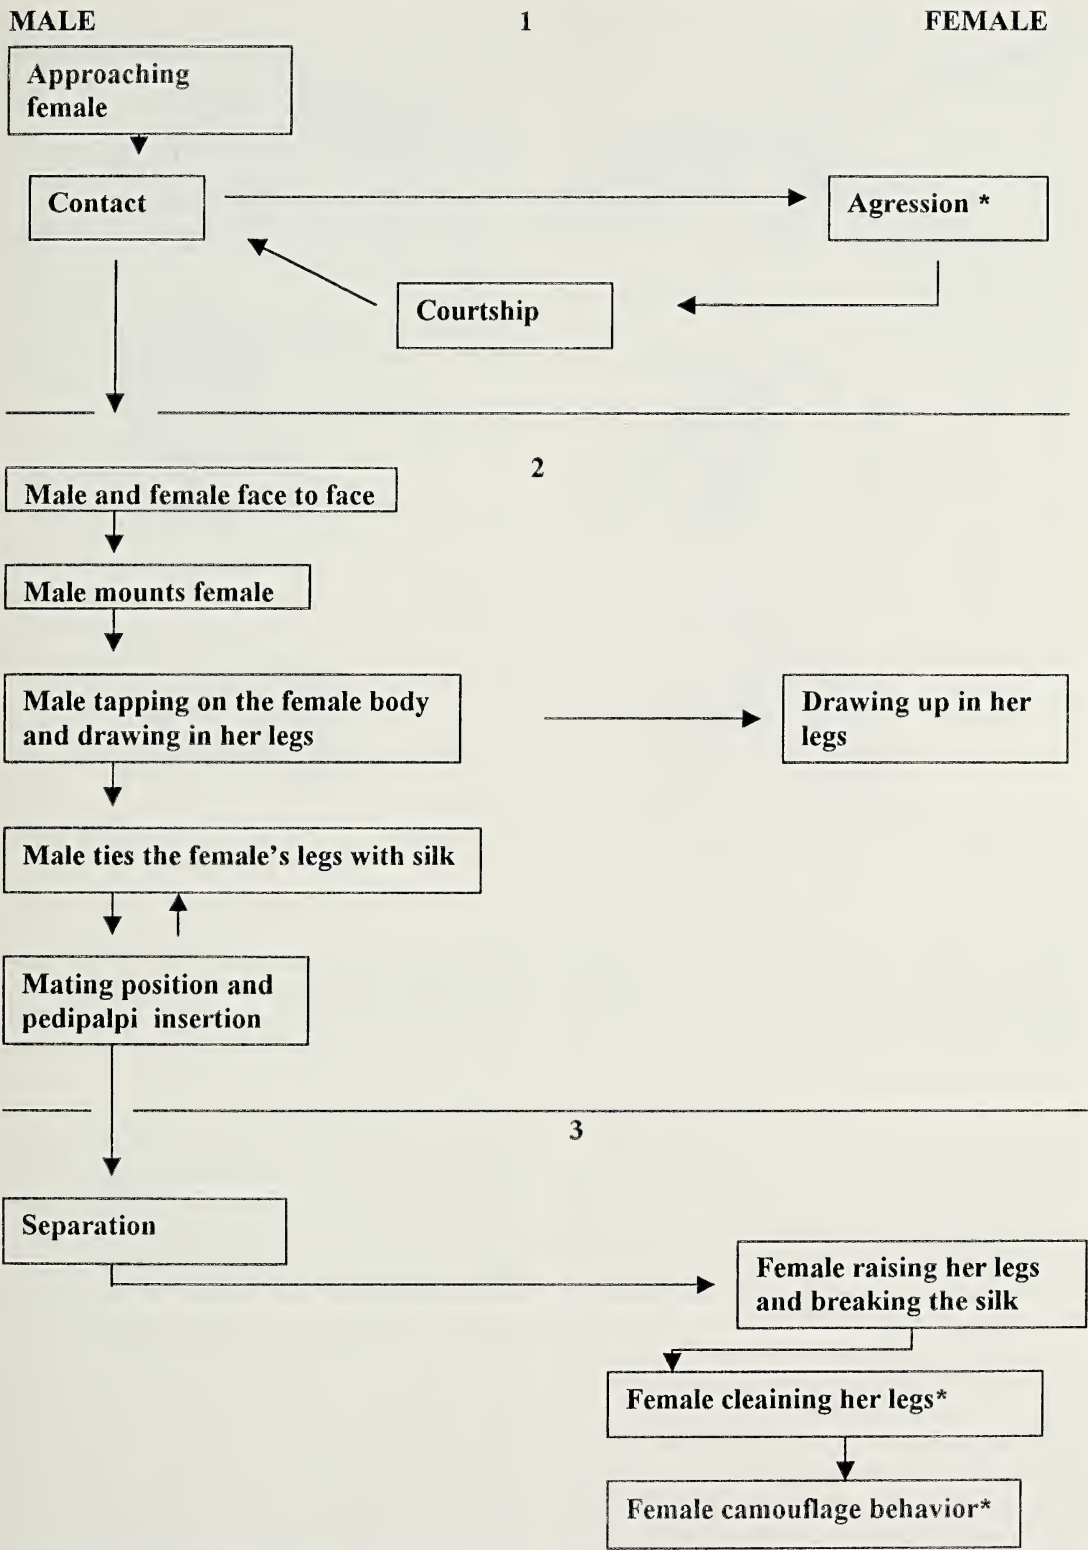 MALE 1 FEMALE
Approaching
female
Contact
Agression *
Courtship
2
Male and female face to face
Male mounts female
Male tapping on the female body
and drawing in her legs
Drawing up in her
legs
Male ties the female's legs with silk
Mating position and
pedipalpi insertion
3
Separation
Female raising her legs
and breaking the silk
Female cleaining her legs*
Female camouflage behavior*